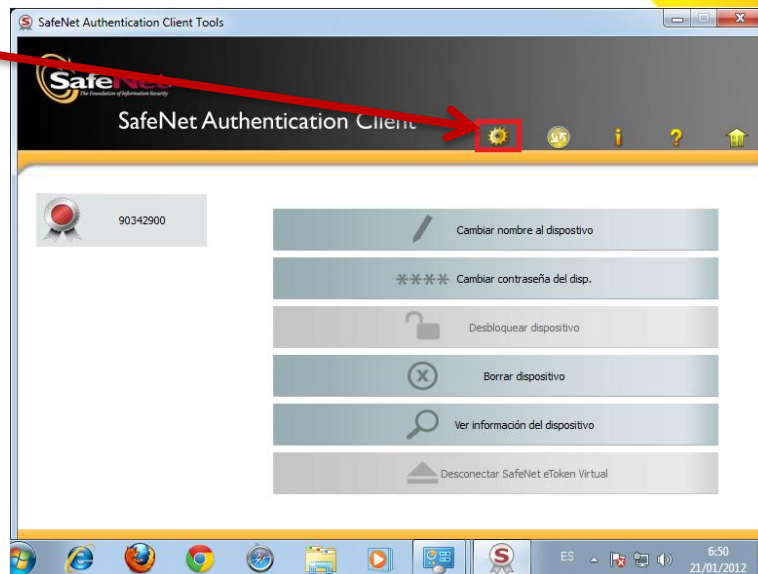 SafeNet Authentication Client Tools
SafeNet
The Foundation of Information Security
SafeNet Authentication Client
90342900
Cambiar nombre al dispostivo
Cambiar contraseña del disp.
Desbloquear dispositivo
Borrar dispositivo
Ver información del dispositivo
Desconectar SafeNet eToken Virtual
ES
6:50
21/01/2012